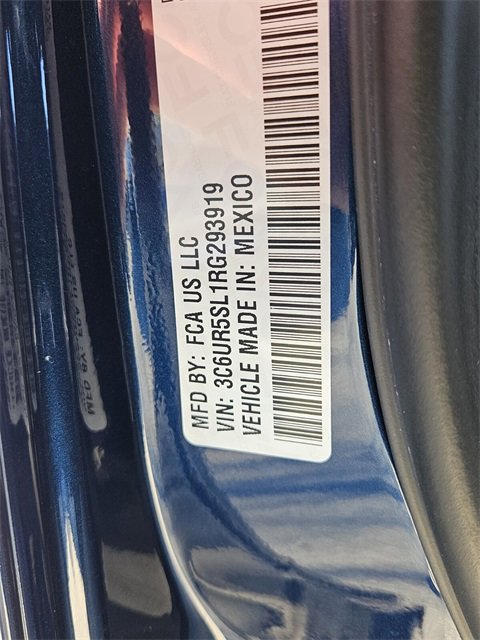 MFD BY: FCA US LLC
VIN: 3C6UR5SL1RG293919
VEHICLE MADE IN: MEXICO